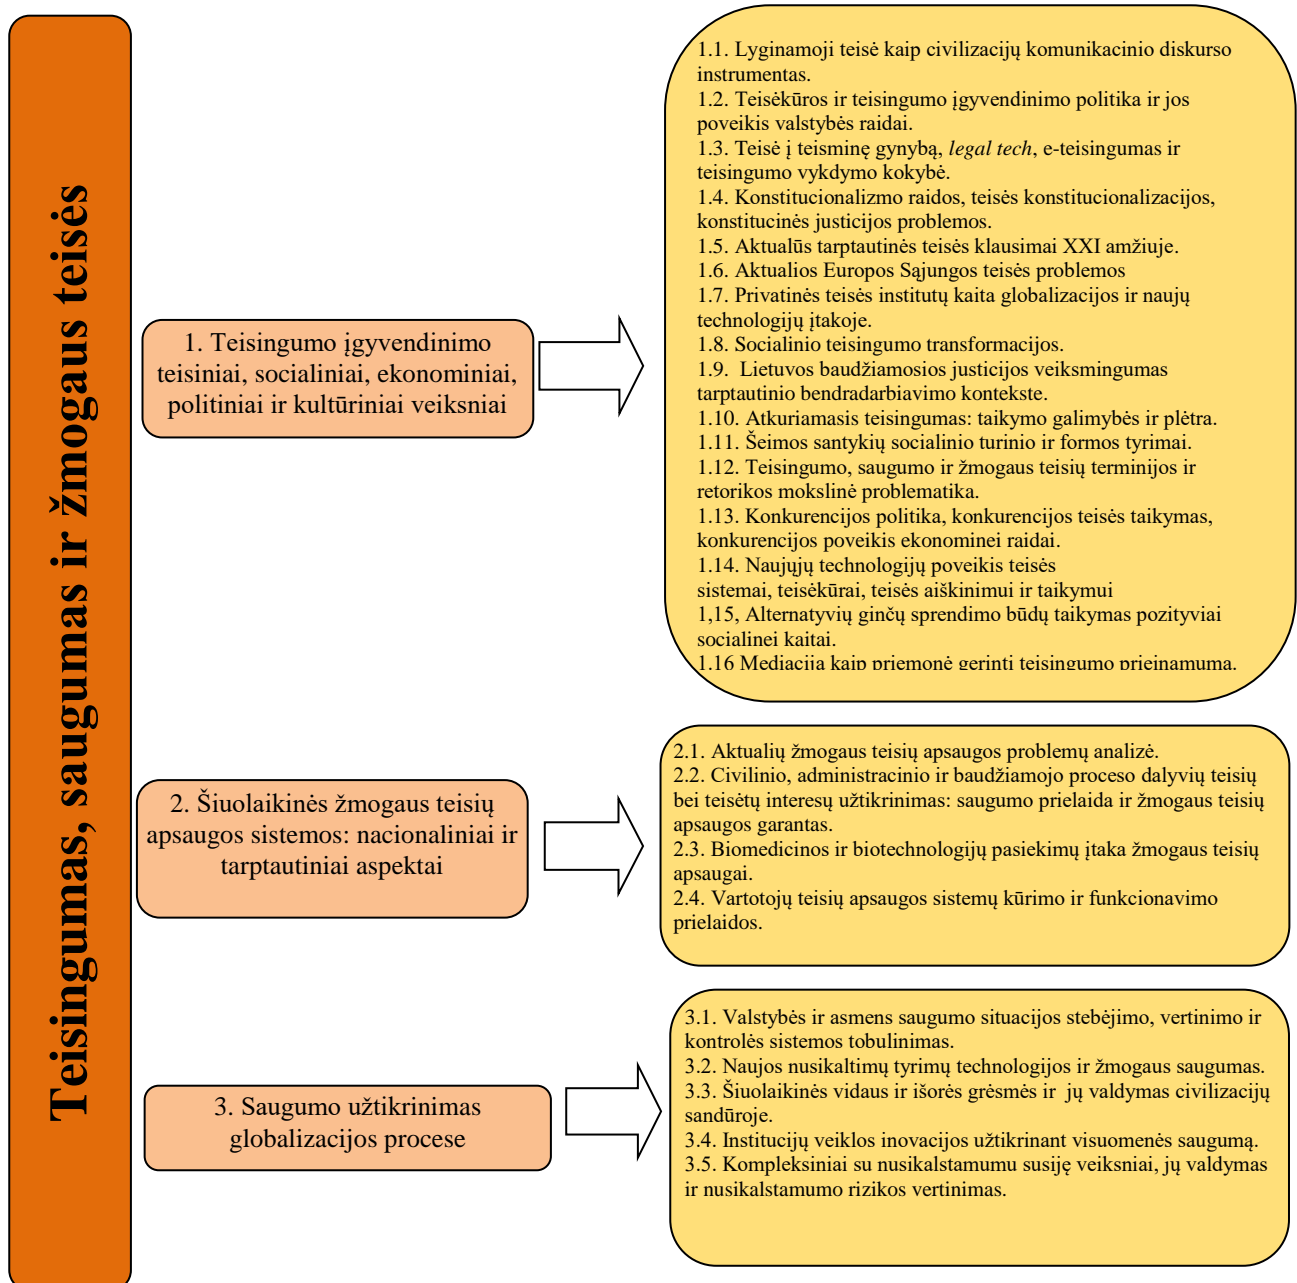 Teisingumas, saugumas ir žmogaus teisės
1. Teisingumo įgyvendinimo
teisiniai, socialiniai, ekonominiai,
politiniai ir kultūriniai veiksniai
1.1. Lyginamoji teisė kaip civilizacijų komunikacinio diskurso
instrumentas.
1.2. Teisėkūros ir teisingumo įgyvendinimo politika ir jos
poveikis valstybės raidai.
1.3. Teisė į teisminę gynybą, legal tech, e-teisingumas ir
teisingumo vykdymo kokybė.
1.4. Konstitucionalizmo raidos, teisės konstitucionalizacijos,
konstitucinės justicijos problemos.
1.5. Aktualūs tarptautinės teisės klausimai XXI amžiuje.
1.6. Aktualios Europos Sąjungos teisės problemos
1.7. Privatinės teisės institutų kaita globalizacijos ir naujų
technologijų įtakoje.
1.8. Socialinio teisingumo transformacijos.
1.9.  Lietuvos baudžiamosios justicijos veiksmingumas
tarptautinio bendradarbiavimo kontekste.
1.10. Atkuriamasis teisingumas: taikymo galimybės ir plėtra.
1.11. Šeimos santykių socialinio turinio ir formos tyrimai.
1.12. Teisingumo, saugumo ir žmogaus teisių terminijos ir
retorikos mokslinė problematika.
1.13. Konkurencijos politika, konkurencijos teisės taikymas,
konkurencijos poveikis ekonominei raidai.
1.14. Naujųjų technologijų poveikis teisės
sistemai, teisėkūrai, teisės aiškinimui ir taikymui
1,15, Alternatyvių ginčų sprendimo būdų taikymas pozityviai
socialinei kaitai.
1.16 Mediacija kaip priemonė gerinti teisingumo prieinamumą.
2. Šiuolaikinės žmogaus teisių
apsaugos sistemos: nacionaliniai ir
tarptautiniai aspektai
2.1. Aktualių žmogaus teisių apsaugos problemų analizė.
2.2. Civilinio, administracinio ir baudžiamojo proceso dalyvių teisių
bei teisėtų interesų užtikrinimas: saugumo prielaida ir žmogaus teisių
apsaugos garantas.
2.3. Biomedicinos ir biotechnologijų pasiekimų įtaka žmogaus teisių
apsaugai.
2.4. Vartotojų teisių apsaugos sistemų kūrimo ir funkcionavimo
prielaidos.
3. Saugumo užtikrinimas
globalizacijos procese
3.1. Valstybės ir asmens saugumo situacijos stebėjimo, vertinimo ir
kontrolės sistemos tobulinimas.
3.2. Naujos nusikaltimų tyrimų technologijos ir žmogaus saugumas.
3.3. Šiuolaikinės vidaus ir išorės grėsmės ir  jų valdymas civilizacijų
sandūroje.
3.4. Institucijų veiklos inovacijos užtikrinant visuomenės saugumą.
3.5. Kompleksiniai su nusikalstamumu susiję veiksniai, jų valdymas
ir nusikalstamumo rizikos vertinimas.